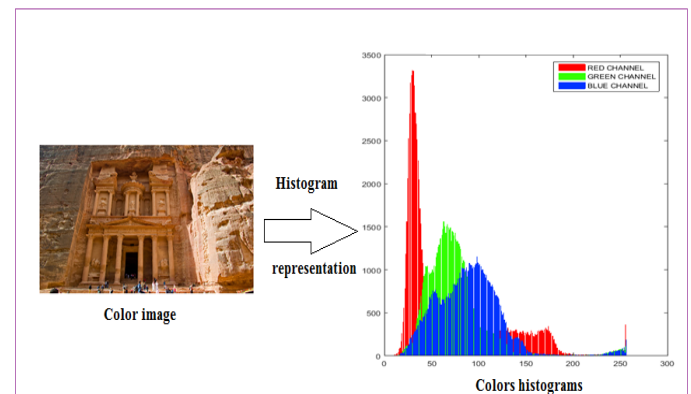 Histogram
representation
Color image
3500
3000
2500
2000
1500
1000
500
0
0 50 100 150 200 250 300
RED CHANNEL
GREEN CHANNEL
BLUE CHANNEL
Colors histograms